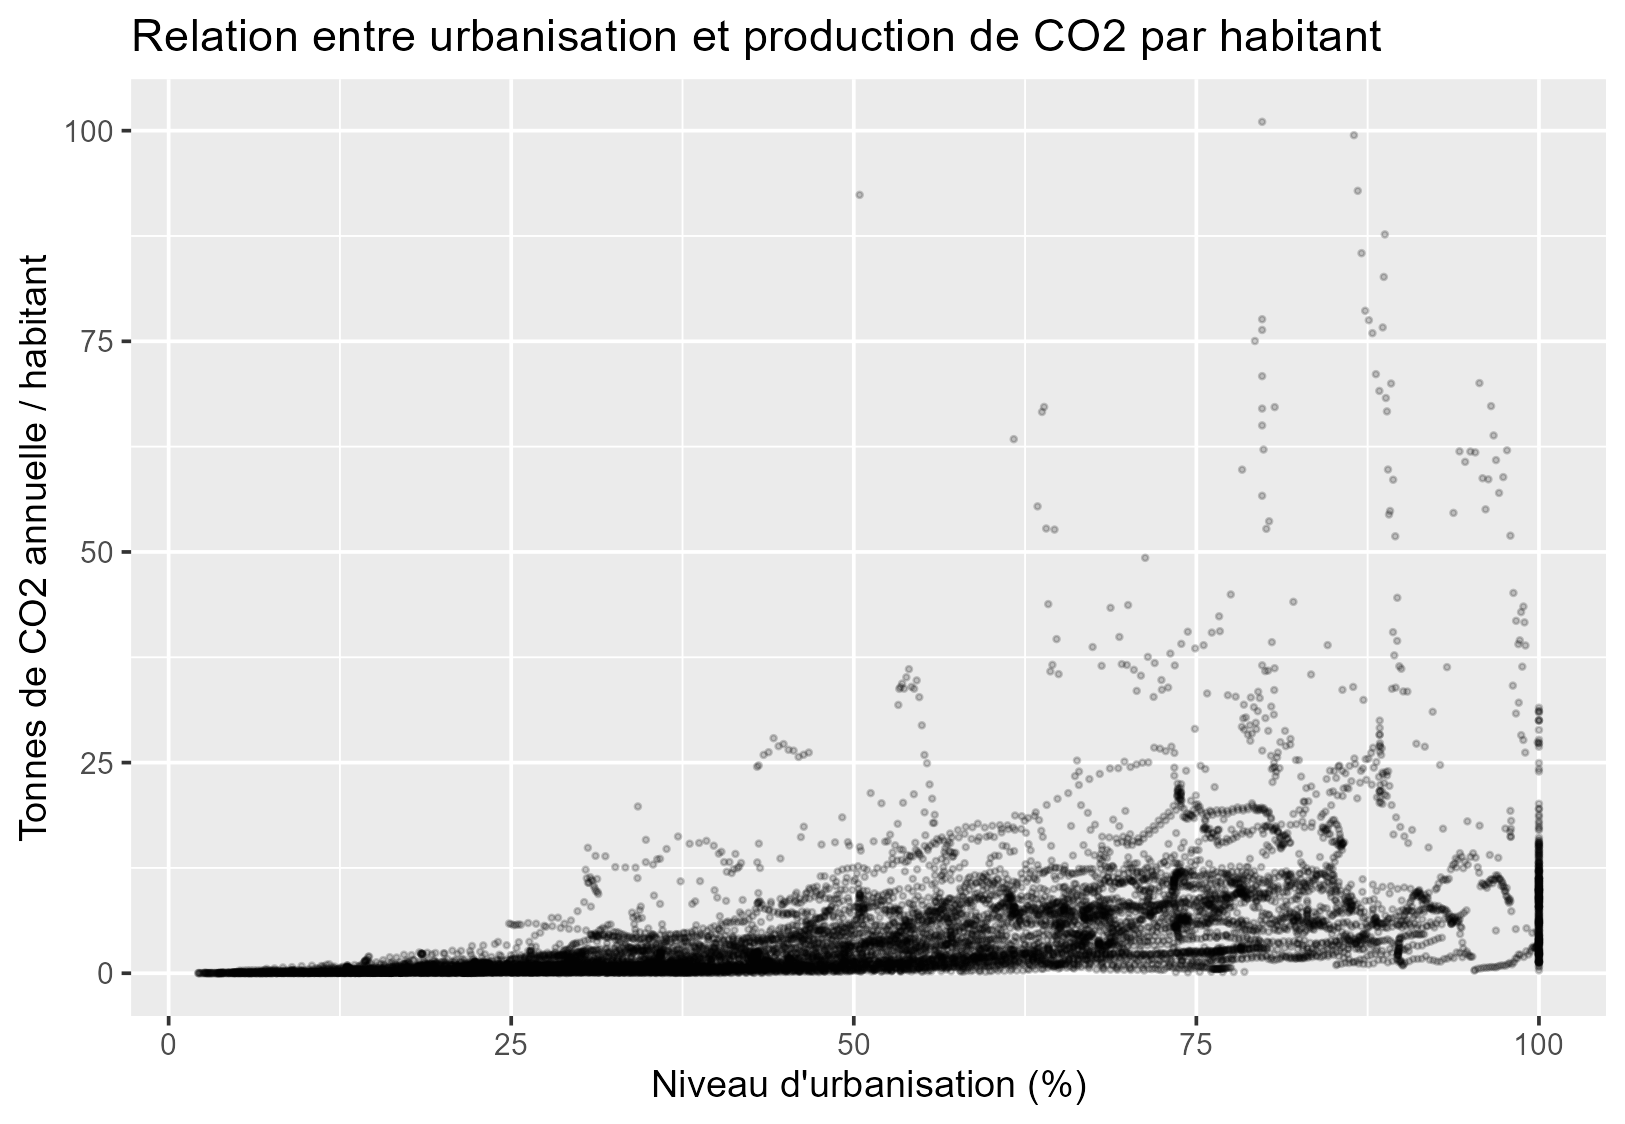 Relation entre urbanisation et production de CO2 par habitant
Tonnes de CO2 annuelle / habitant
100
75
50
25
0
0 25 50 75 100
Niveau d'urbanisation (%)